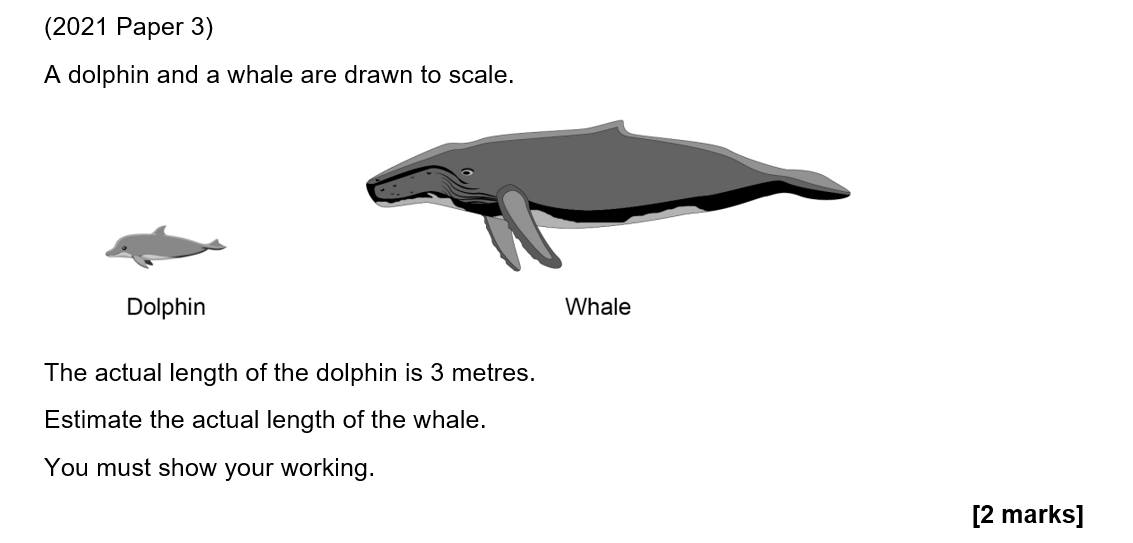 (2021 Paper 3)
A dolphin and a whale are drawn to scale.
Dolphin
Whale
The actual length of the dolphin is 3 metres.
Estimate the actual length of the whale.
You must show your working.
[2 marks]